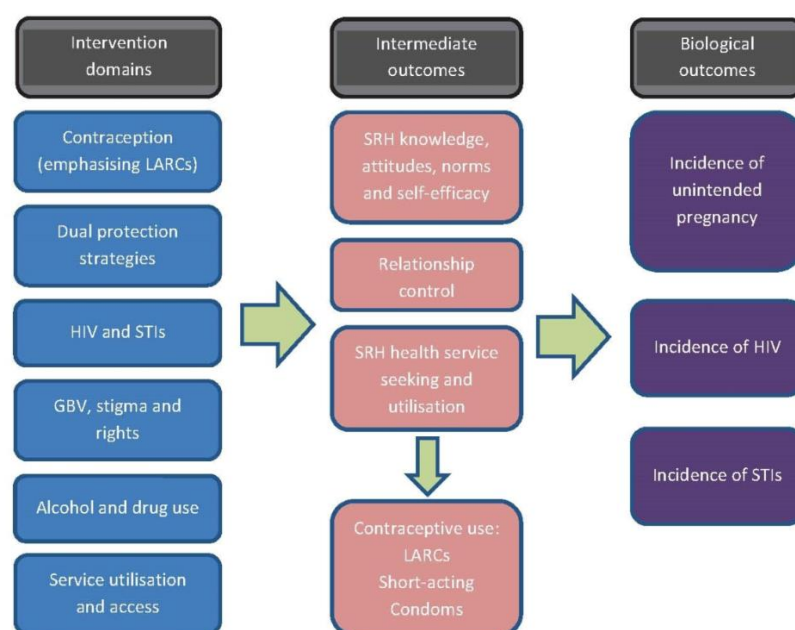 Intervention
domains
Contraception
(emphasising LARCs)
Dual protection
strategies
HIV and STIs
GBV, stigma and
rights
Alcohol and drug use
Service utilisation
and access
Intermediate
outcomes
SRH knowledge,
attitudes, norms
and self-efficacy
Relationship
control
SRH health service
seeking and
utilisation
Contraceptive use:
LARCs
Short-acting
Condoms
Biological
outcomes
Incidence of
unintended
pregnancy
Incidence of HIV
Incidence of STIs